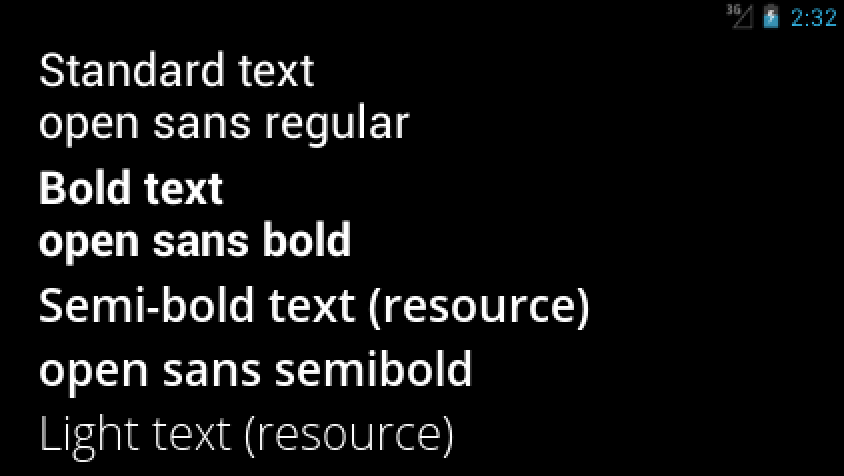 3G 2:32
Standard text
open sans regular
Bold text
open sans bold
Semi-bold text (resource)
open sans semibold
Light text (resource)